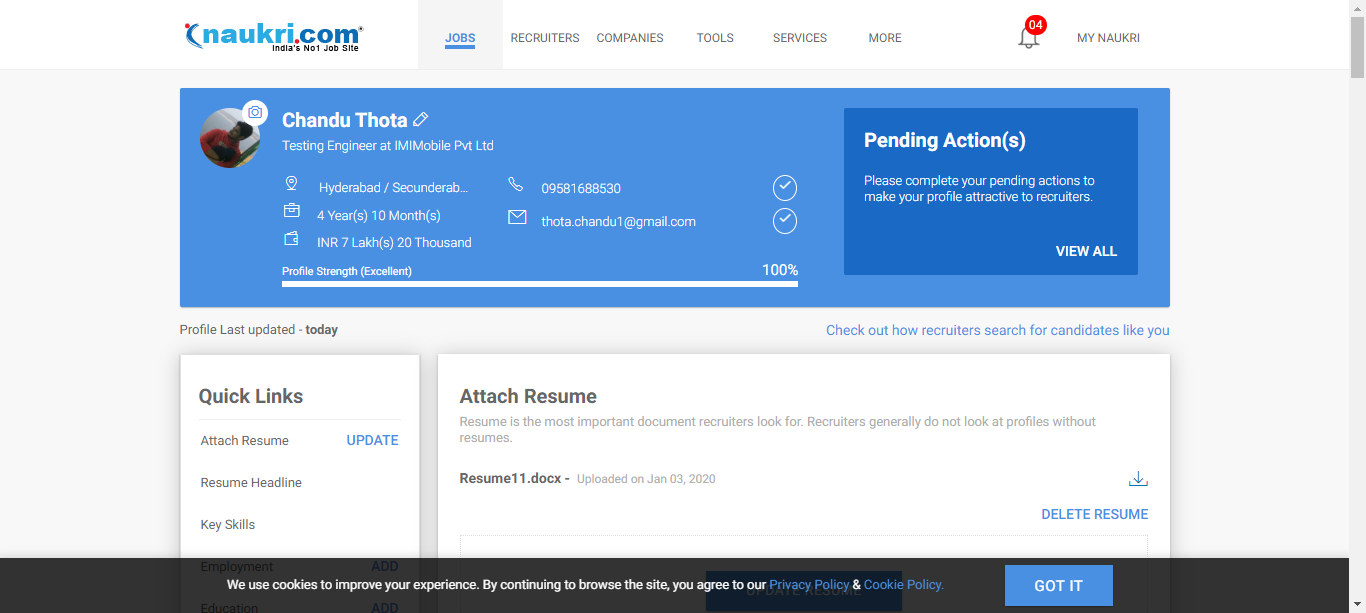 naukri.com®
India's No1 Job Site
JOBS
RECRUITERS
COMPANIES
TOOLS
SERVICES
MORE
04
MY NAUKRI
Chandu Thota
Testing Engineer at IMIMobile Pvt Ltd
Hyderabad / Secunderab...
09581688530
4 Year(s) 10 Month(s)
thota.chandu1@gmail.com
INR 7 Lakh(s) 20 Thousand
Profile Strength (Excellent)
100%
Pending Action(s)
Please complete your pending actions to
make your profile attractive to recruiters.
VIEW ALL
Profile Last updated - today
Check out how recruiters search for candidates like you
Quick Links
Attach Resume
UPDATE
Resume Headline
Key Skills
Employment
ADD
Education
ADD
Attach Resume
Resume is the most important document recruiters look for. Recruiters generally do not look at profiles without
resumes.
Resume11.docx - Uploaded on Jan 03, 2020
DELETE RESUME
UPDATE RESUME
We use cookies to improve your experience. By continuing to browse the site, you agree to our Privacy Policy & Cookie Policy.
GOT IT